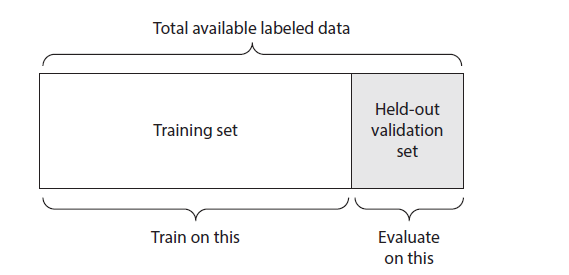 Total available labeled data
Training set
Held-out
validation
set
Train on this
Evaluate
on this